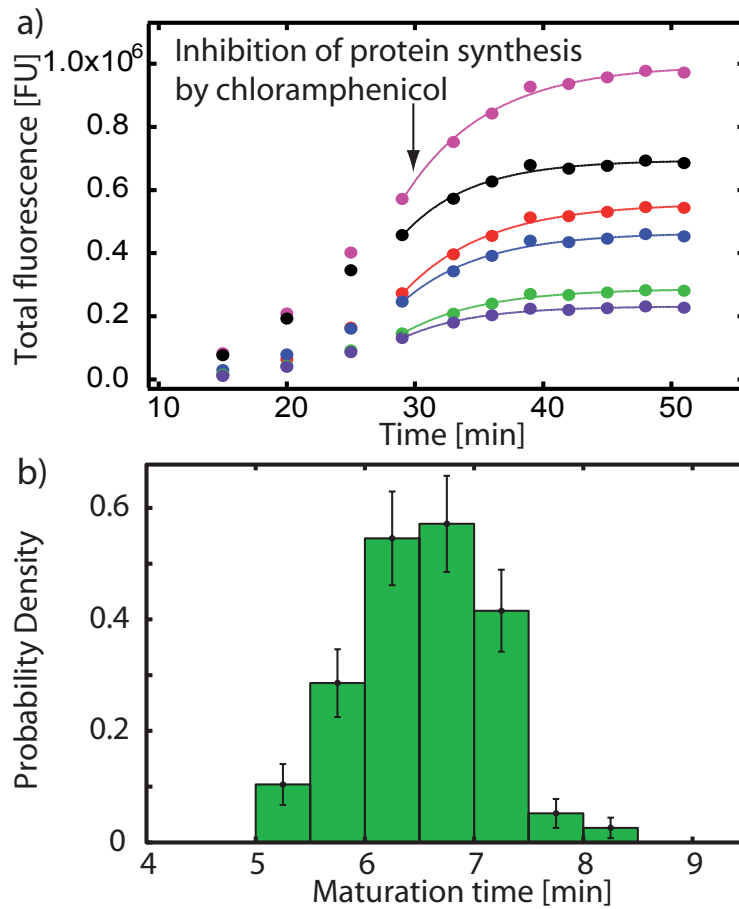 a)
Inhibition of protein synthesis
by chloramphenicol
Total fluorescence [FU]
1.0x10⁶
0.8
0.6
0.4
0.2
0.0
10 20 30 40 50
Time [min]
b)
Probability Density
0.6
0.4
0.2
0
4 5 6 7 8 9
Maturation time [min]